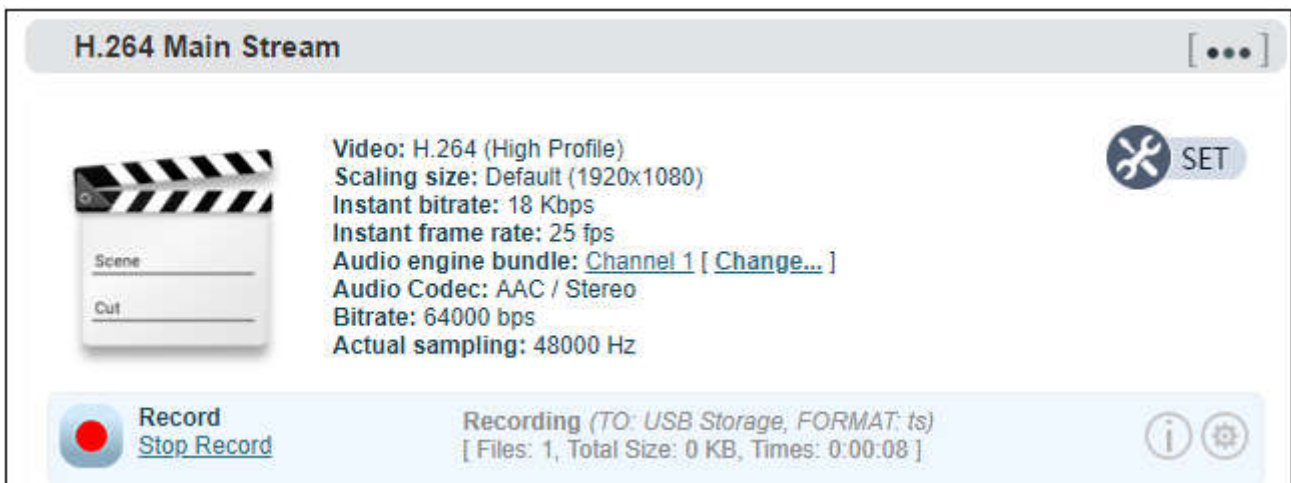 H.264 Main Stream
[ ••• ]
Video: H.264 (High Profile)
Scaling size: Default (1920x1080)
Instant bitrate: 18 Kbps
Instant frame rate: 25 fps
Audio engine bundle: Channel 1 [ Change... ]
Audio Codec: AAC / Stereo
Bitrate: 64000 bps
Actual sampling: 48000 Hz
SET
Scene
Cut
Record
Stop Record
Recording (TO: USB Storage, FORMAT: ts)
[ Files: 1, Total Size: 0 KB, Times: 0:00:08 ]
i